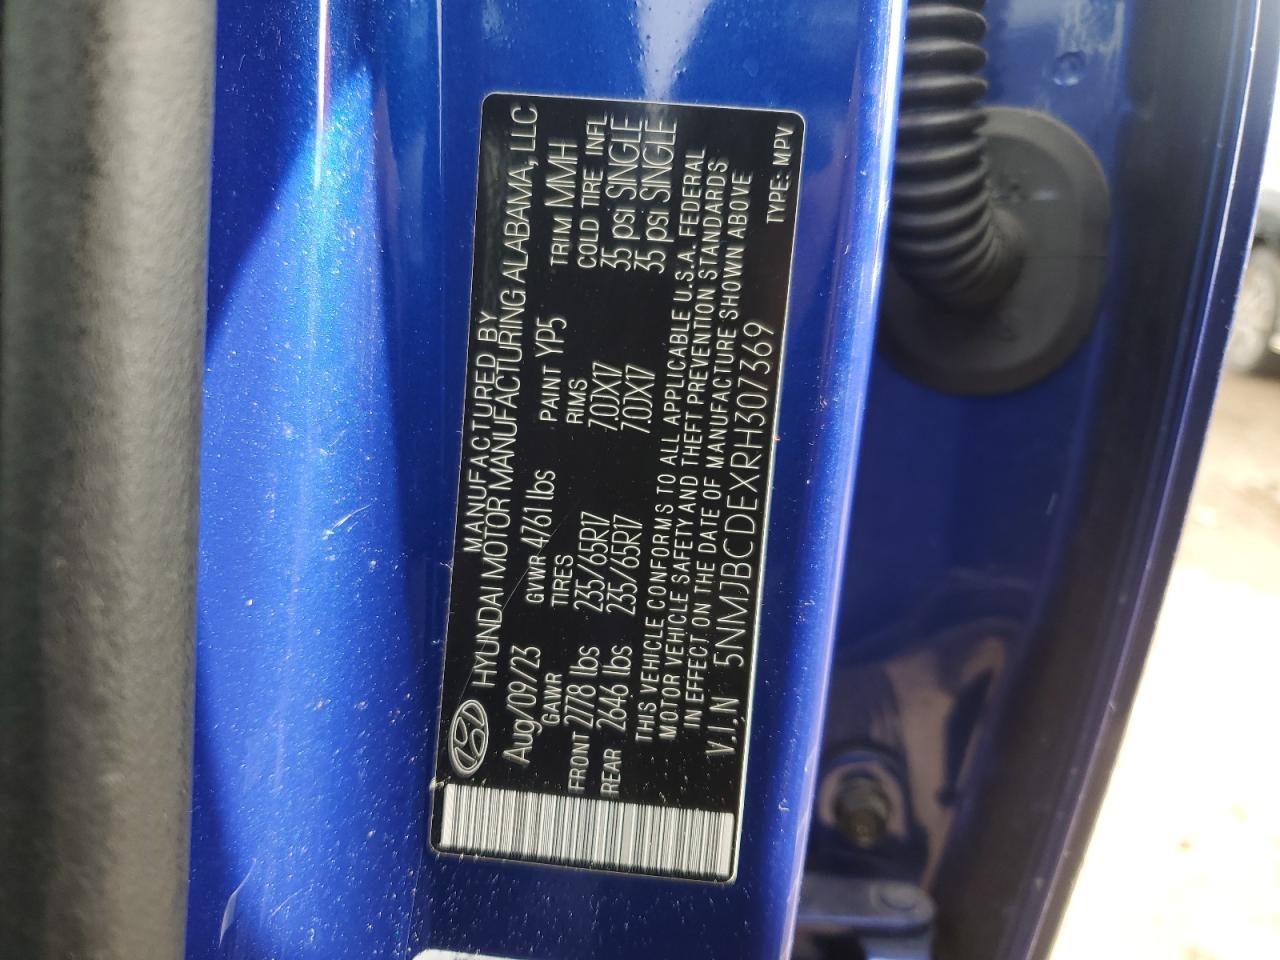 MANUFACTURED BY
HYUNDAI MOTOR MANUFACTURING ALABAMA, LLC
Aug/09/23 GVWR 4761 lbs PAINT YP5 TRIM MMH
GAWR TIRES RIMS COLD TIRE INFL
FRONT 2778 lbs 235/65R17 7.0JX17 35 psi SINGLE
REAR 2646 lbs 235/65R17 7.0JX17 35 psi SINGLE
THIS VEHICLE CONFORMS TO ALL APPLICABLE U.S.A. FEDERAL
MOTOR VEHICLE SAFETY AND THEFT PREVENTION STANDARDS
IN EFFECT ON THE DATE OF MANUFACTURE SHOWN ABOVE
V.I.N 5NMJBCDEXRH307369 TYPE: MPV